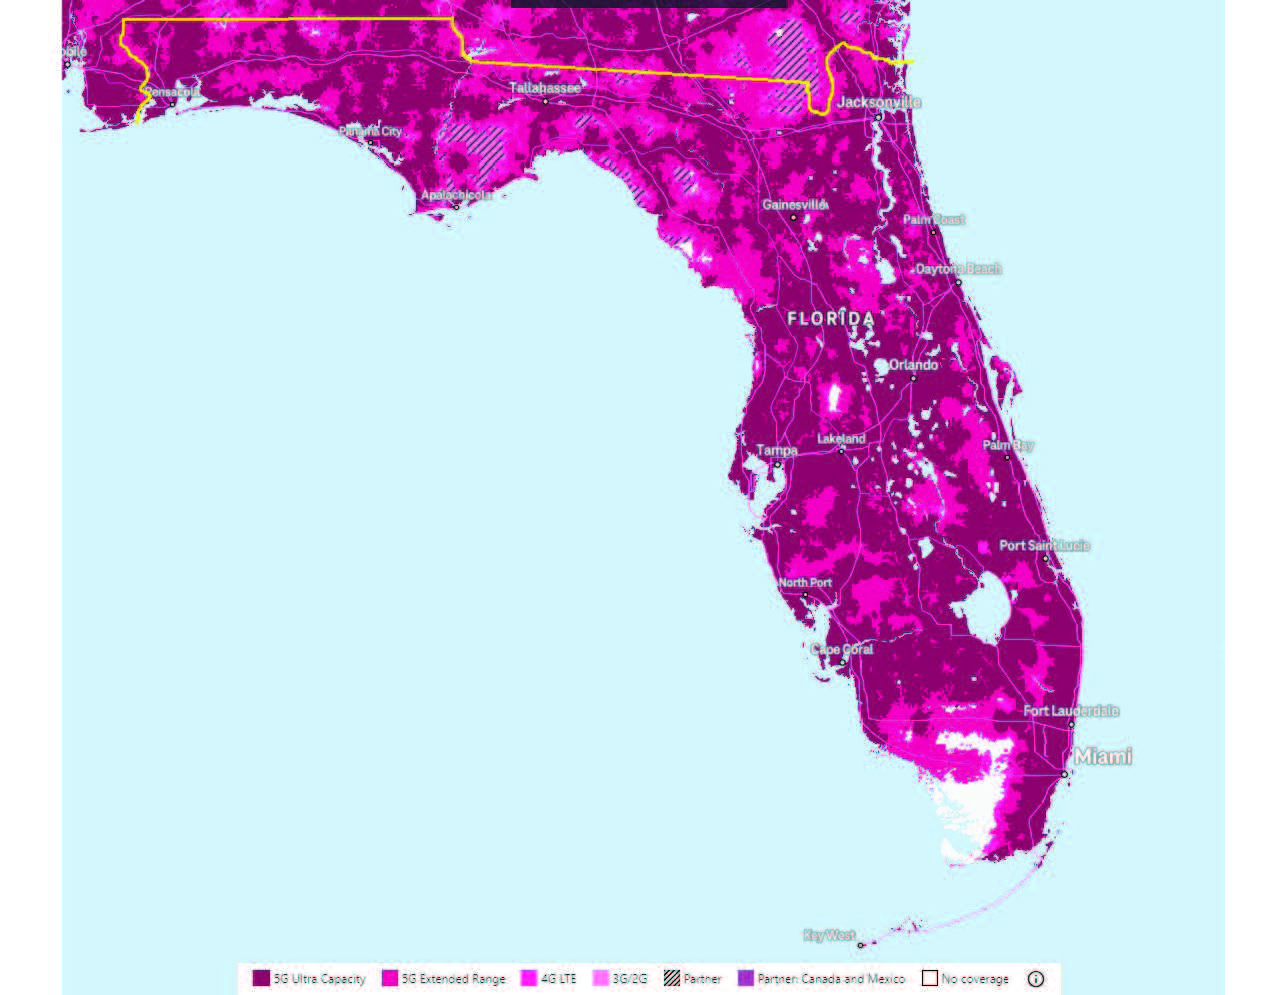 obile
Pensacola
Tallahassee
Jacksonville
Panama City
Apalachicola
Gainesville
Palm Coast
Daytona Beach
FLORIDA
Orlando
Lakeland
Tampa
Palm Bay
Port Saint Lucie
North Port
Cape Coral
Fort Lauderdale
Miami
Key West
5G Ultra Capacity 5G Extended Range 4G LTE 3G/2G Partner Partner: Canada and Mexico No coverage